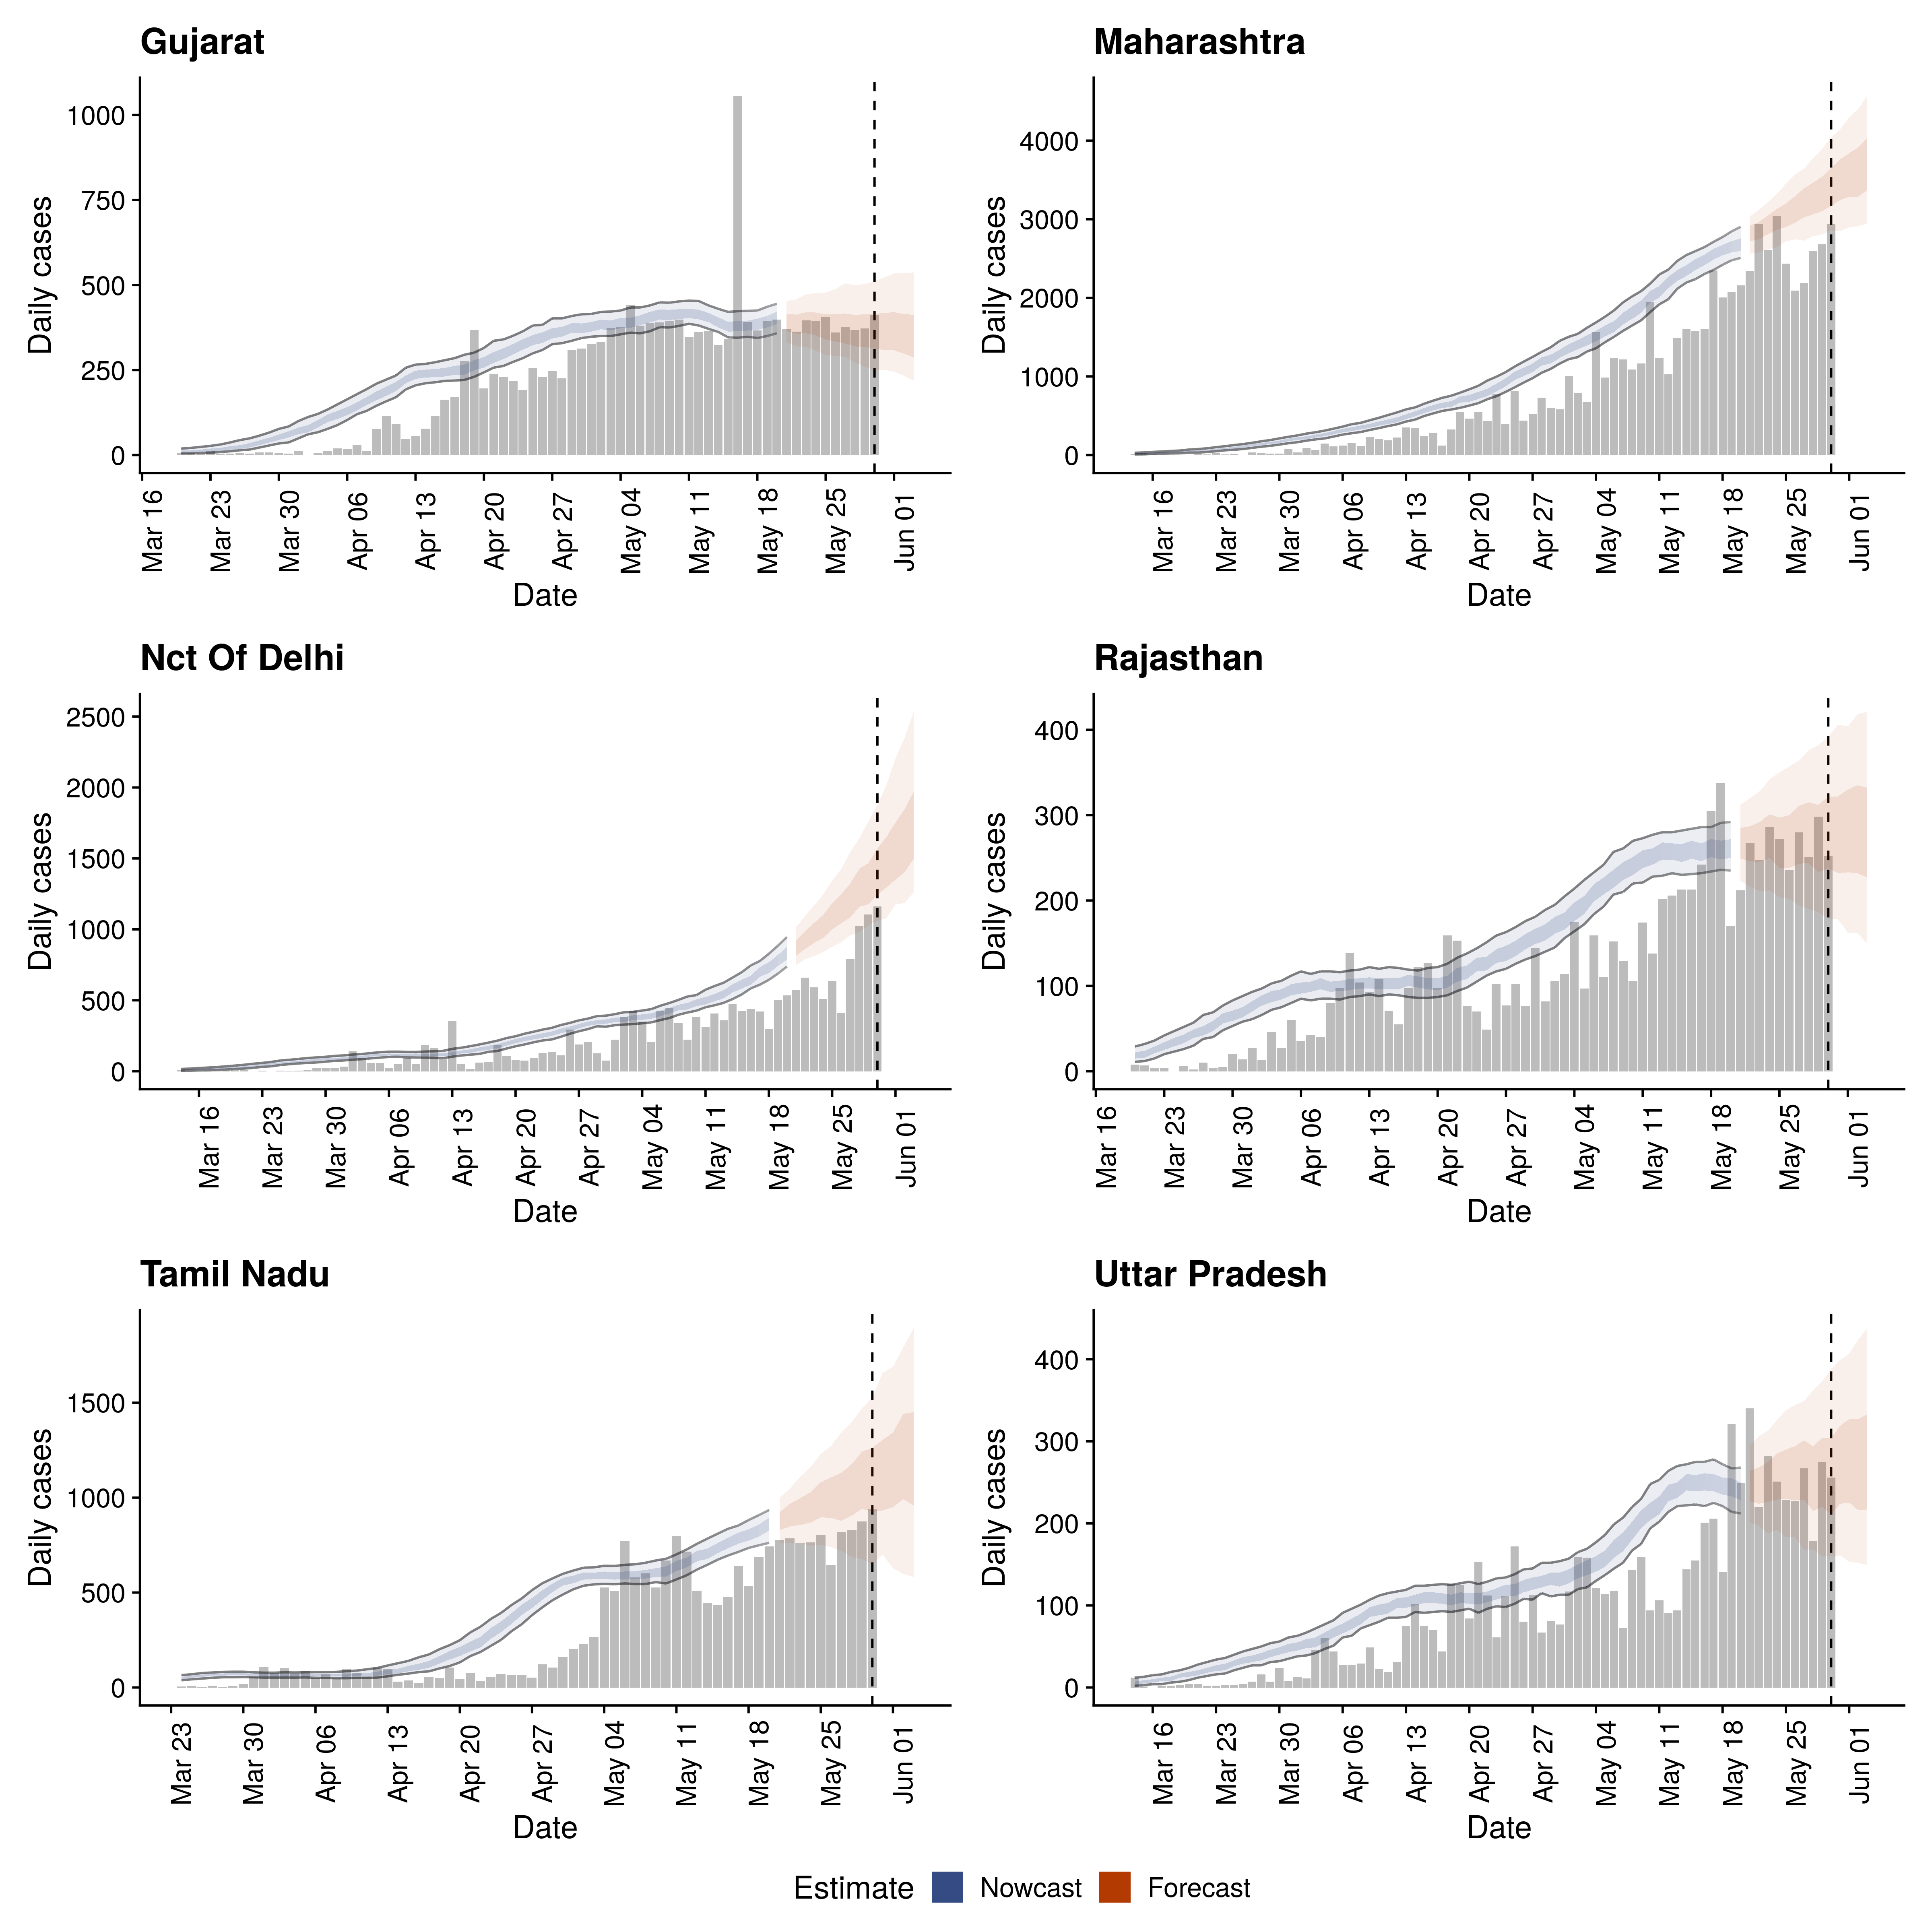 Gujarat
Daily cases
1000
750
500
250
0
Mar 16
Mar 23
Mar 30
Apr 06
Apr 13
Apr 20
Apr 27
May 04
May 11
May 18
May 25
Jun 01
Date
Maharashtra
Daily cases
4000
3000
2000
1000
0
Mar 16
Mar 23
Mar 30
Apr 06
Apr 13
Apr 20
Apr 27
May 04
May 11
May 18
May 25
Jun 01
Date
Nct Of Delhi
Daily cases
2500
2000
1500
1000
500
0
Mar 16
Mar 23
Mar 30
Apr 06
Apr 13
Apr 20
Apr 27
May 04
May 11
May 18
May 25
Jun 01
Date
Rajasthan
Daily cases
400
300
200
100
0
Mar 16
Mar 23
Mar 30
Apr 06
Apr 13
Apr 20
Apr 27
May 04
May 11
May 18
May 25
Jun 01
Date
Tamil Nadu
Daily cases
1500
1000
500
0
Mar 23
Mar 30
Apr 06
Apr 13
Apr 20
Apr 27
May 04
May 11
May 18
May 25
Jun 01
Date
Uttar Pradesh
Daily cases
400
300
200
100
0
Mar 16
Mar 23
Mar 30
Apr 06
Apr 13
Apr 20
Apr 27
May 04
May 11
May 18
May 25
Jun 01
Date
Estimate Nowcast Forecast